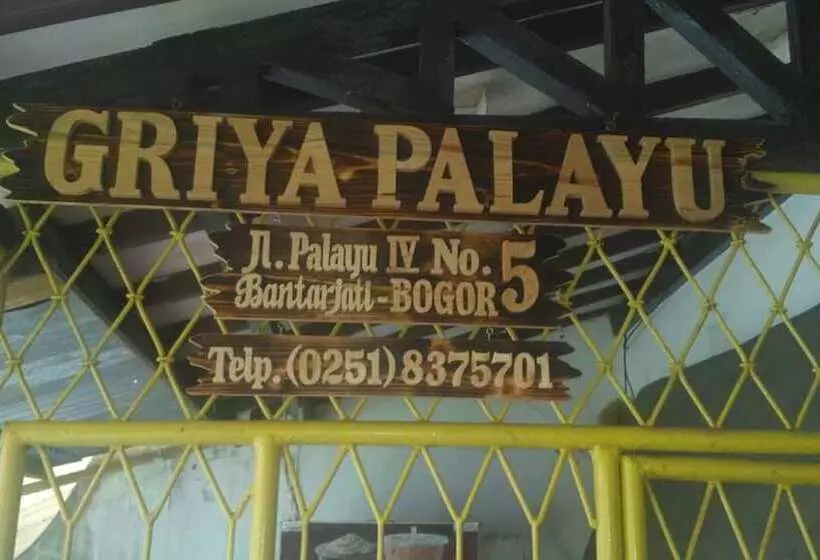 GRIYA PALAYU
Jl. Palayu IV No. 5
Bantarjati-BOGOR
Telp. (0251) 8375701